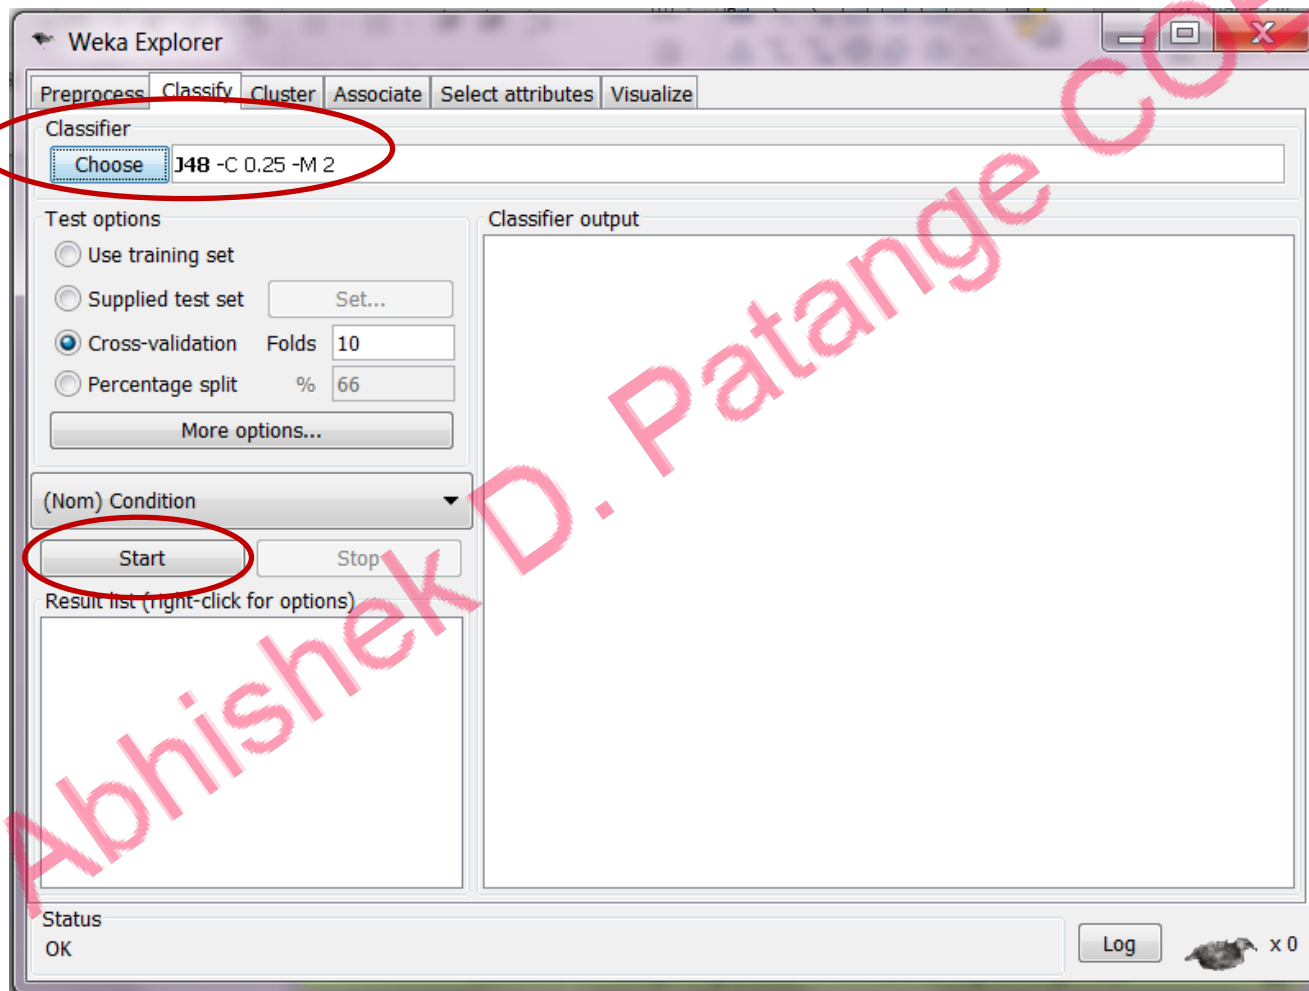 Weka Explorer
Preprocess Classify Cluster Associate Select attributes Visualize
Classifier
Choose J48 -C 0.25 -M 2
Test options
Use training set
Supplied test set Set...
Cross-validation Folds 10
Percentage split % 66
More options...
(Nom) Condition
Start Stop
Result list (right-click for options)
Classifier output
Status
OK
Log x 0
Abhishek D. Patange